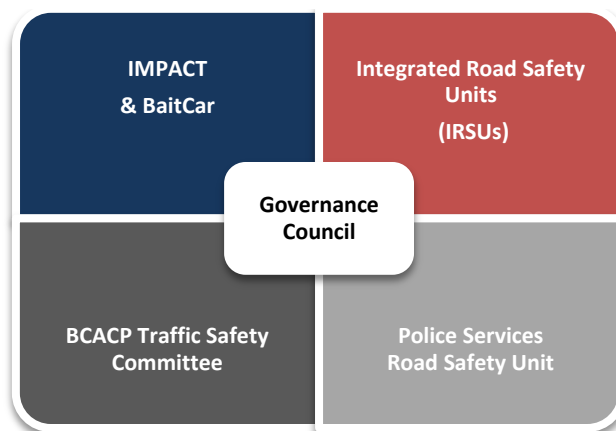 IMPACT
& BaitCar
Integrated Road Safety
Units
(IRSUs)
Governance
Council
BCACP Traffic Safety
Committee
Police Services
Road Safety Unit